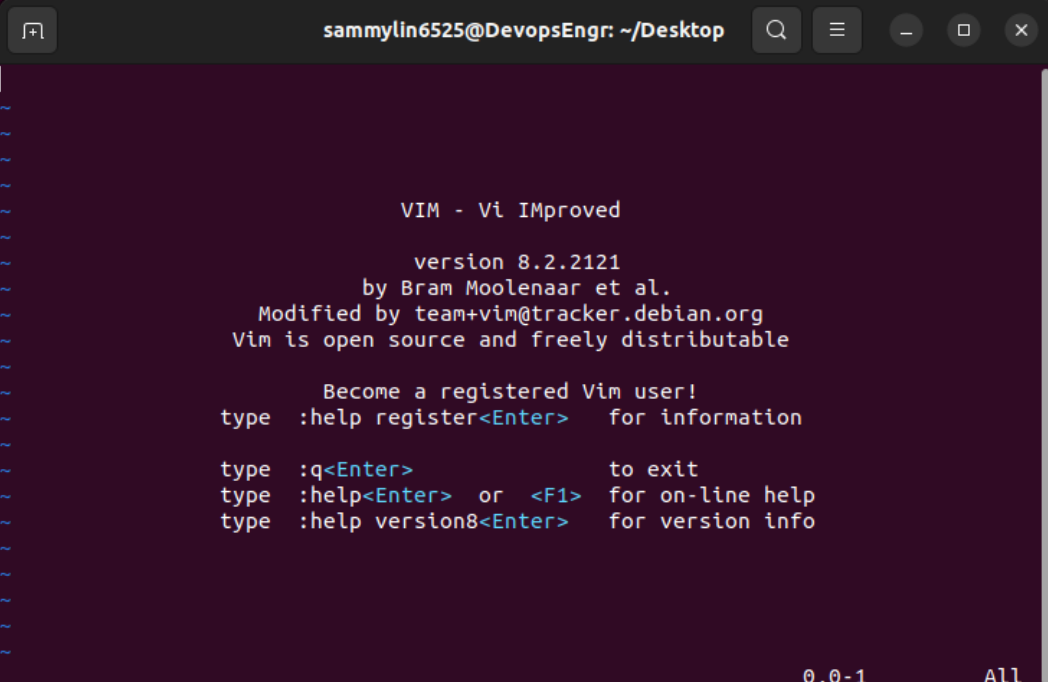 sammylin6525@DevopsEngr: ~/Desktop
~
~
~
~
~ VIM - Vi IMproved
~
~ version 8.2.2121
~ by Bram Moolenaar et al.
~ Modified by team+vim@tracker.debian.org
~ Vim is open source and freely distributable
~
~ Become a registered Vim user!
~ type :help register<Enter> for information
~
~ type :q<Enter> to exit
~ type :help<Enter> or <F1> for on-line help
~ type :help version8<Enter> for version info
~
~
~
~
~
0,0-1 All